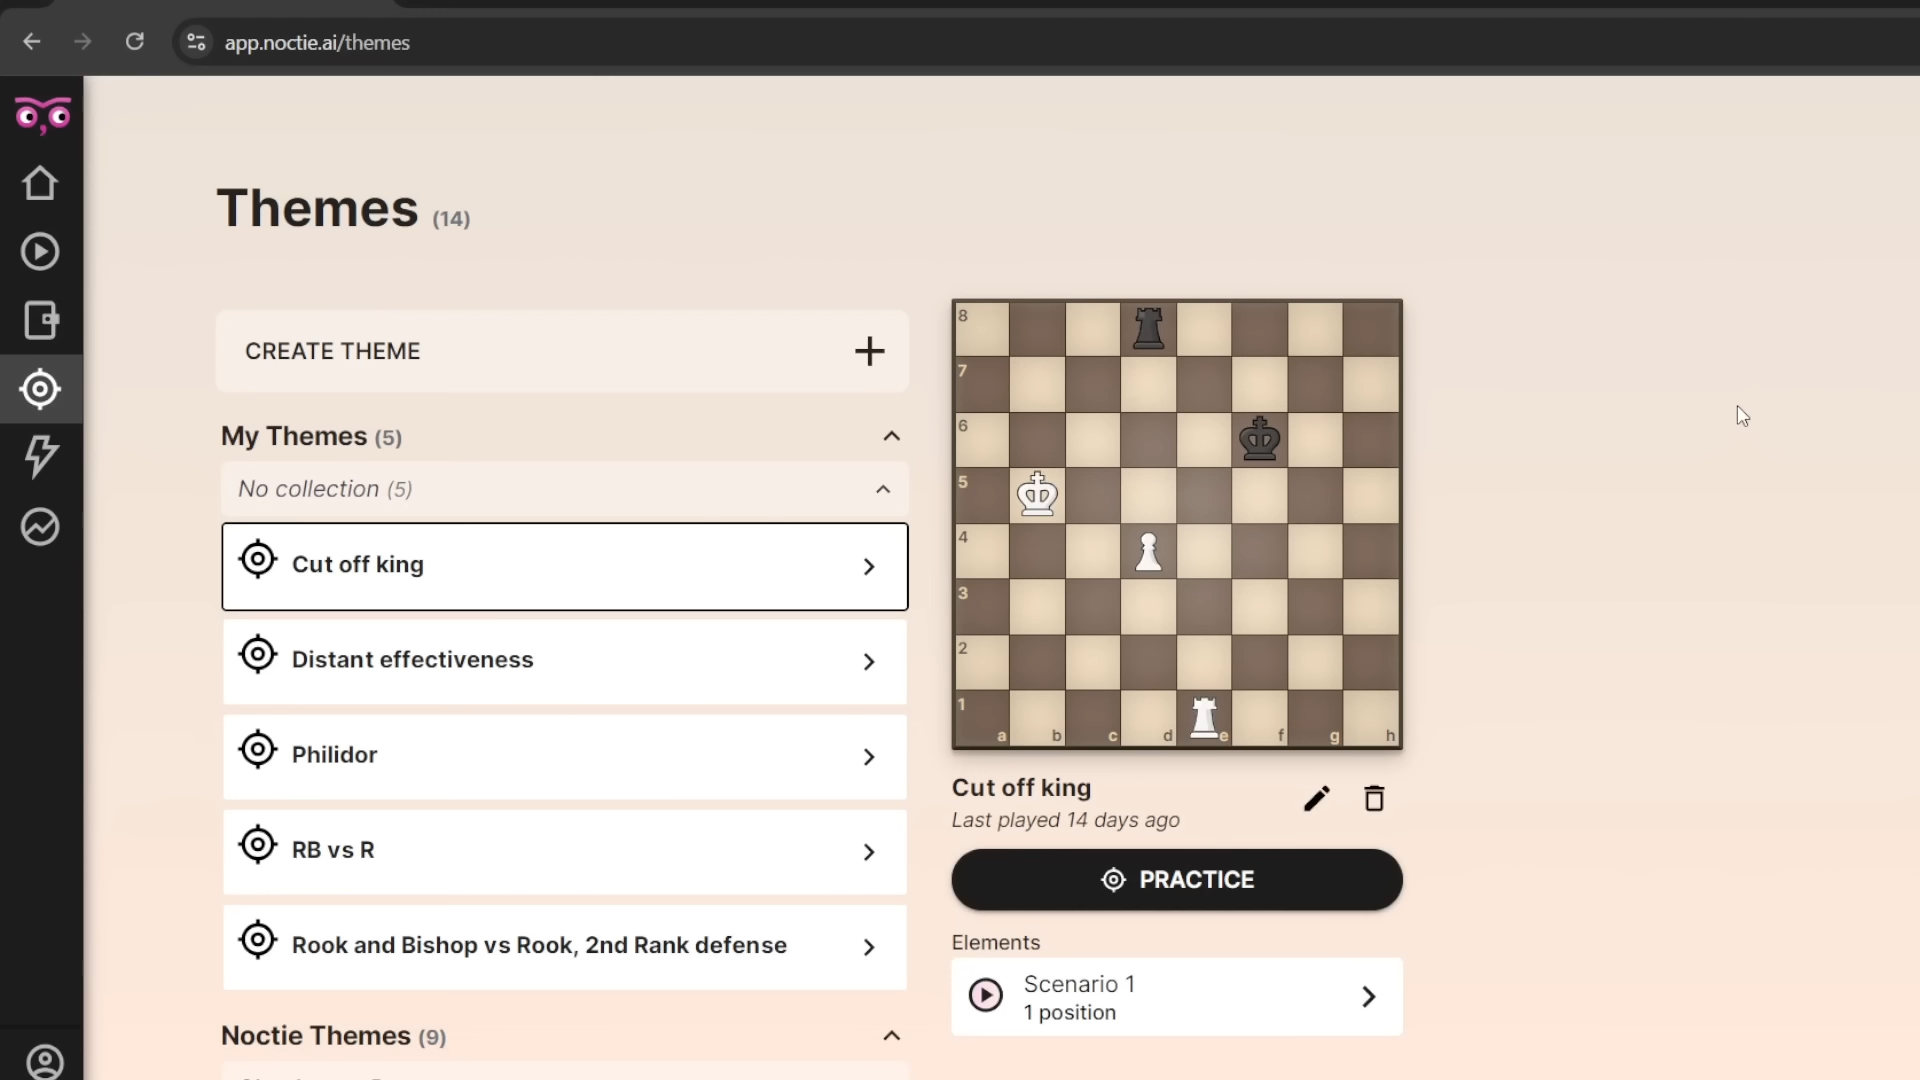 app.noctie.ai/themes
Themes (14)
CREATE THEME
My Themes (5)
No collection (5)
Cut off king
Distant effectiveness
Philidor
RB vs R
Rook and Bishop vs Rook, 2nd Rank defense
Noctie Themes (9)
8
7
6
5
4
3
2
1
a b c d e f g h
Cut off king
Last played 14 days ago
PRACTICE
Elements
Scenario 1
1 position